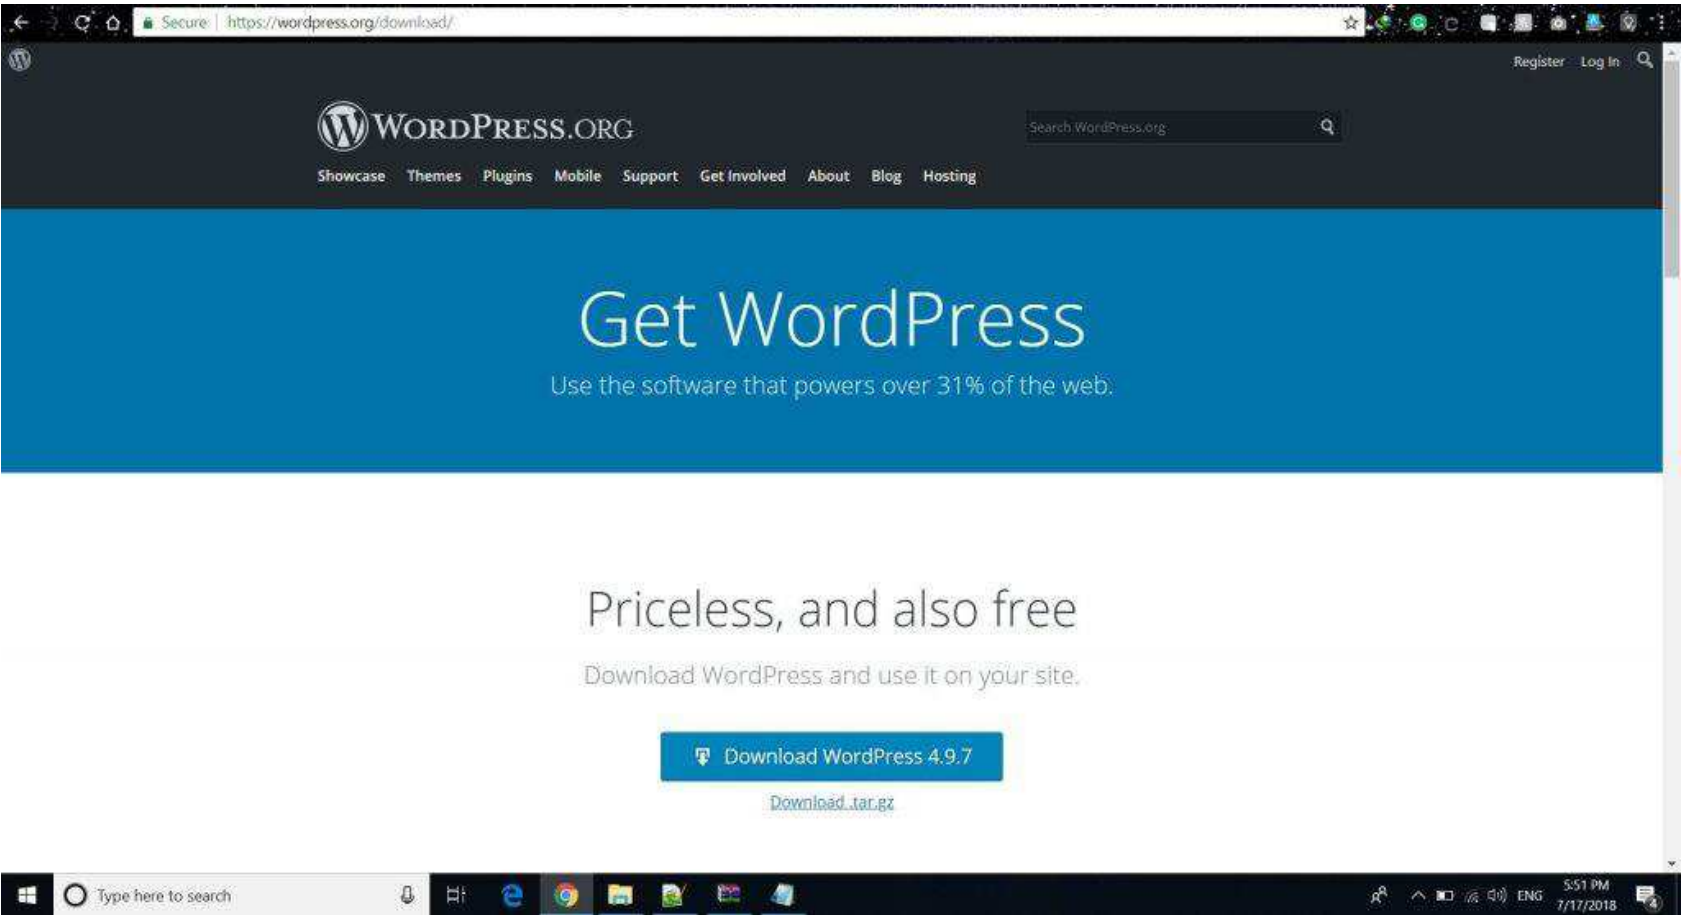 Secure | https://wordpress.org/download/
Register Log In
WORDPRESS.ORG
Search WordPress.org
Showcase Themes Plugins Mobile Support Get Involved About Blog Hosting
Get WordPress
Use the software that powers over 31% of the web.
Priceless, and also free
Download WordPress and use it on your site.
Download WordPress 4.9.7
Download .tar.gz
Type here to search
ENG
5:51 PM
7/17/2018
4